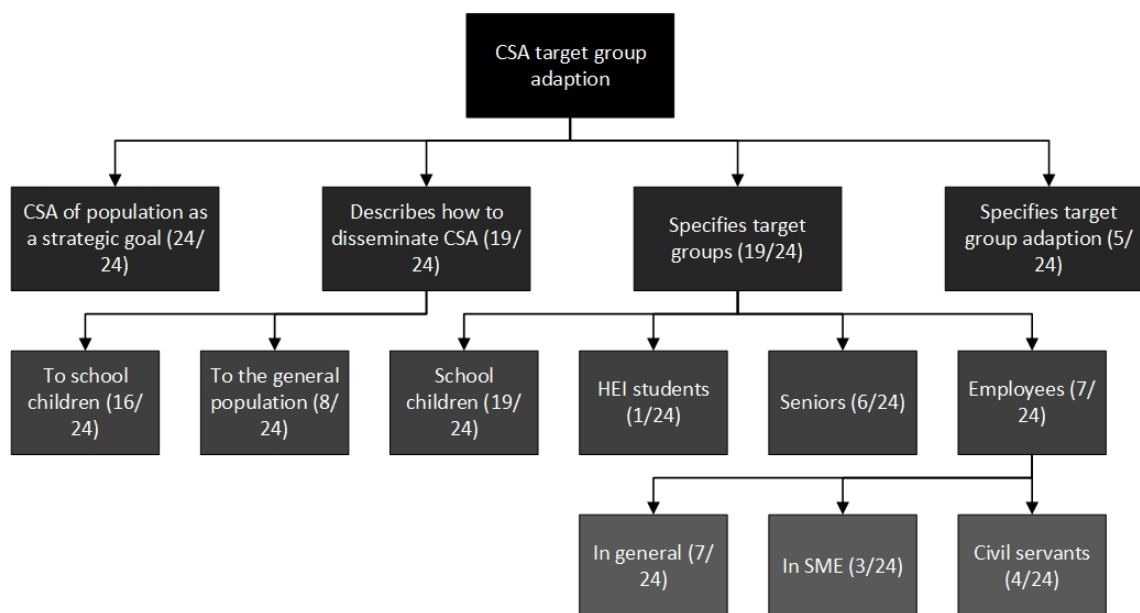 CSA target group
adaption
CSA of population as
a strategic goal (24/
24)
Describes how to
disseminate CSA (19/
24)
Specifies target
groups (19/24)
Specifies target
group adaption (5/
24)
To school
children (16/
24)
To the general
population (8/
24)
School
children (19/
24)
HEI students
(1/24)
Seniors (6/24)
Employees (7/
24)
In general (7/
24)
In SME (3/24)
Civil servants
(4/24)